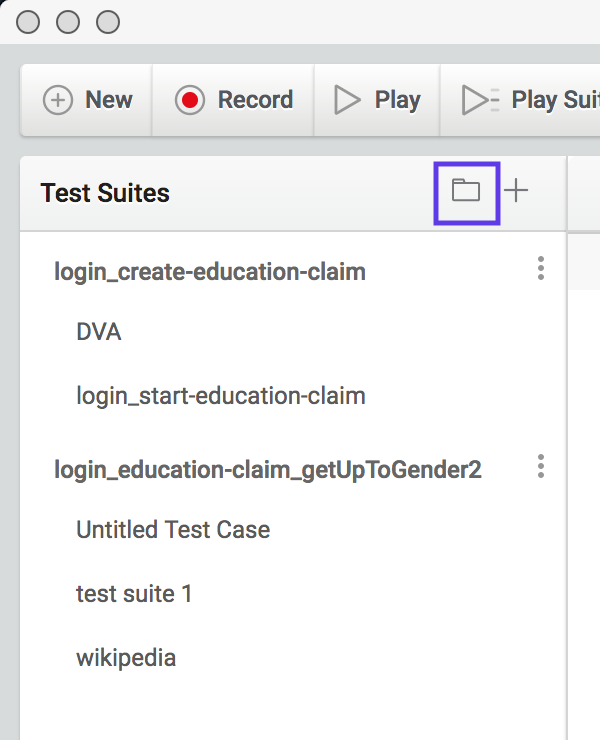 New Record Play Play Suit
Test Suites
login_create-education-claim
DVA
login_start-education-claim
login_education-claim_getUpToGender2
Untitled Test Case
test suite 1
wikipedia